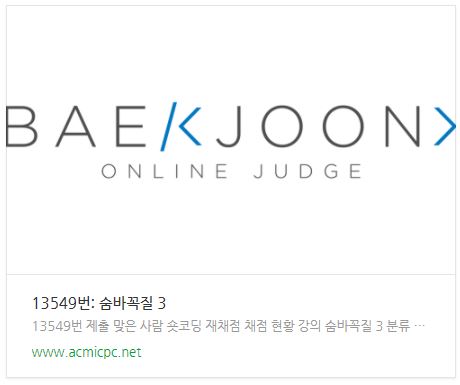 BAEKJOON>
ONLINE JUDGE
13549번: 숨바꼭질 3
13549번 제출 맞은 사람 숏코딩 재채점 채점 현황 강의 숨바꼭질 3 분류 …
www.acmicpc.net